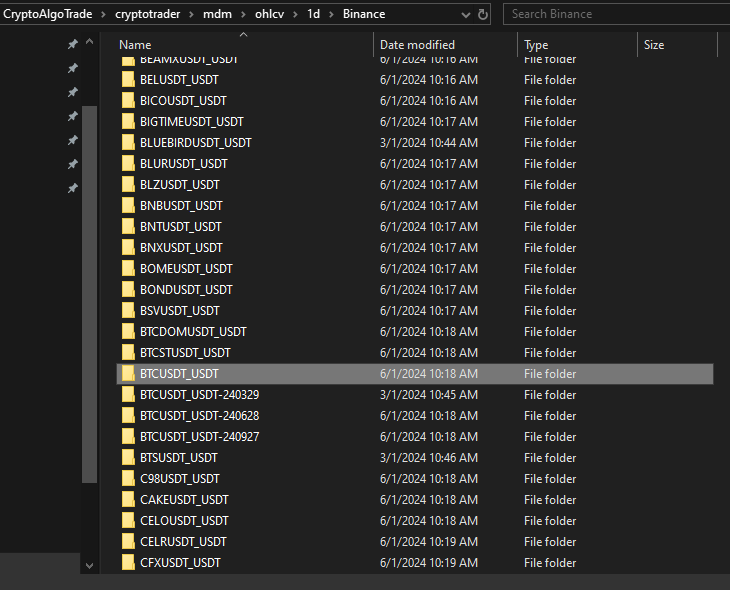 CryptoAlgoTrade > cryptotrader > mdm > ohlcv > 1d > Binance Search Binance
Name Date modified Type Size
BEAMXUSDT_USDT 6/1/2024 10:16 AM File folder
BELUSDT_USDT 6/1/2024 10:16 AM File folder
BICOUSDT_USDT 6/1/2024 10:16 AM File folder
BIGTIMEUSDT_USDT 6/1/2024 10:17 AM File folder
BLUEBIRDUSDT_USDT 3/1/2024 10:44 AM File folder
BLURUSDT_USDT 6/1/2024 10:17 AM File folder
BLZUSDT_USDT 6/1/2024 10:17 AM File folder
BNBUSDT_USDT 6/1/2024 10:17 AM File folder
BNTUSDT_USDT 6/1/2024 10:17 AM File folder
BNXUSDT_USDT 6/1/2024 10:17 AM File folder
BOMEUSDT_USDT 6/1/2024 10:17 AM File folder
BONDUSDT_USDT 6/1/2024 10:17 AM File folder
BSVUSDT_USDT 6/1/2024 10:17 AM File folder
BTCDOMUSDT_USDT 6/1/2024 10:18 AM File folder
BTCSTUSDT_USDT 6/1/2024 10:18 AM File folder
BTCUSDT_USDT 6/1/2024 10:18 AM File folder
BTCUSDT_USDT-240329 3/1/2024 10:45 AM File folder
BTCUSDT_USDT-240628 6/1/2024 10:18 AM File folder
BTCUSDT_USDT-240927 6/1/2024 10:18 AM File folder
BTSUSDT_USDT 3/1/2024 10:46 AM File folder
C98USDT_USDT 6/1/2024 10:18 AM File folder
CAKEUSDT_USDT 6/1/2024 10:18 AM File folder
CELOUSDT_USDT 6/1/2024 10:18 AM File folder
CELRUSDT_USDT 6/1/2024 10:19 AM File folder
CFXUSDT_USDT 6/1/2024 10:19 AM File folder